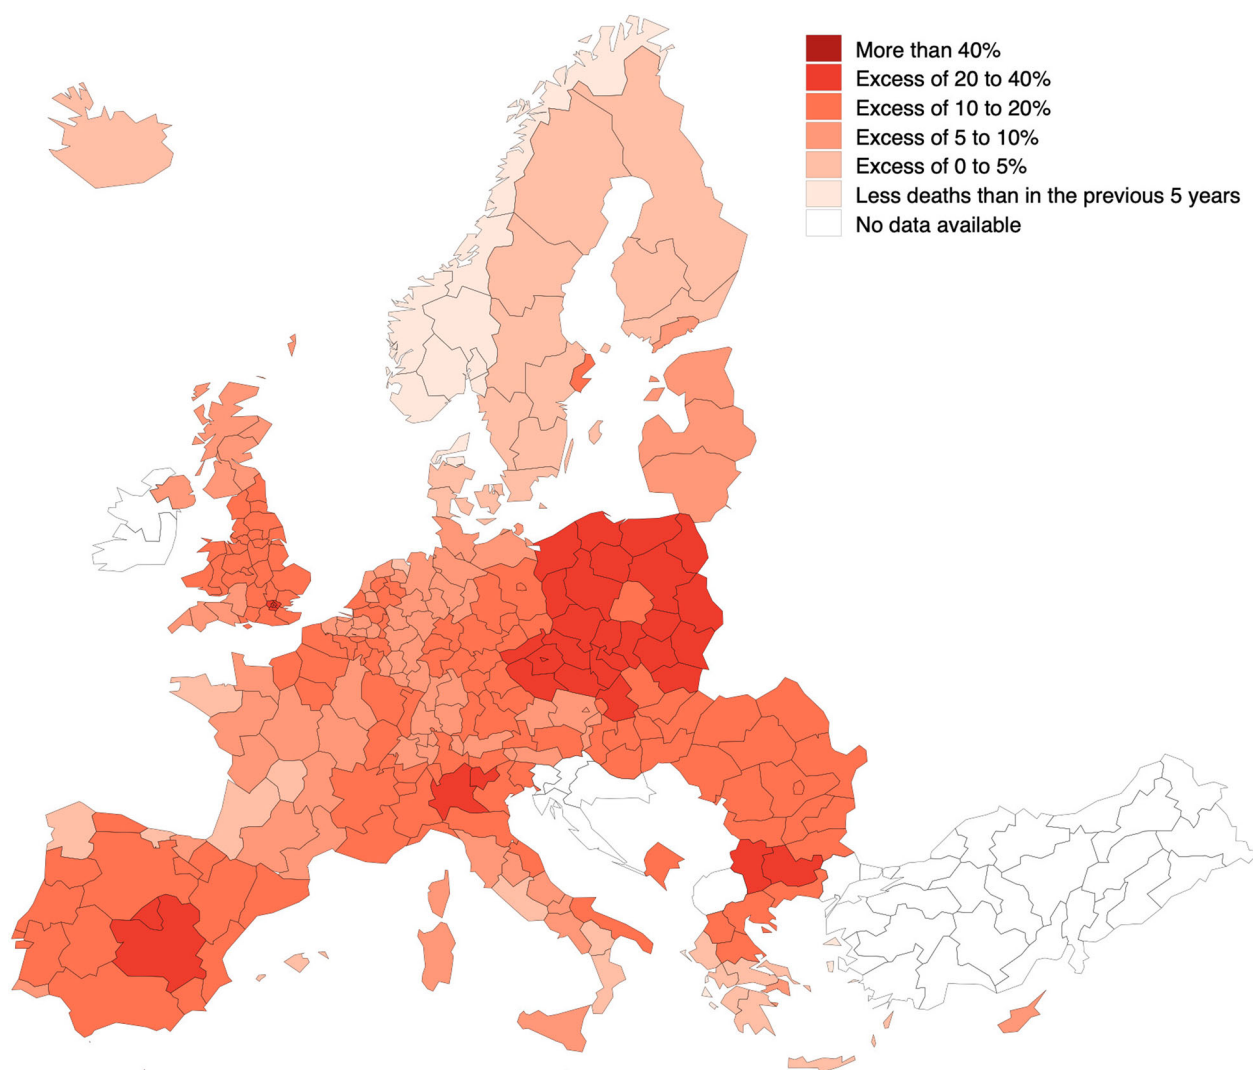 More than 40%
Excess of 20 to 40%
Excess of 10 to 20%
Excess of 5 to 10%
Excess of 0 to 5%
Less deaths than in the previous 5 years
No data available